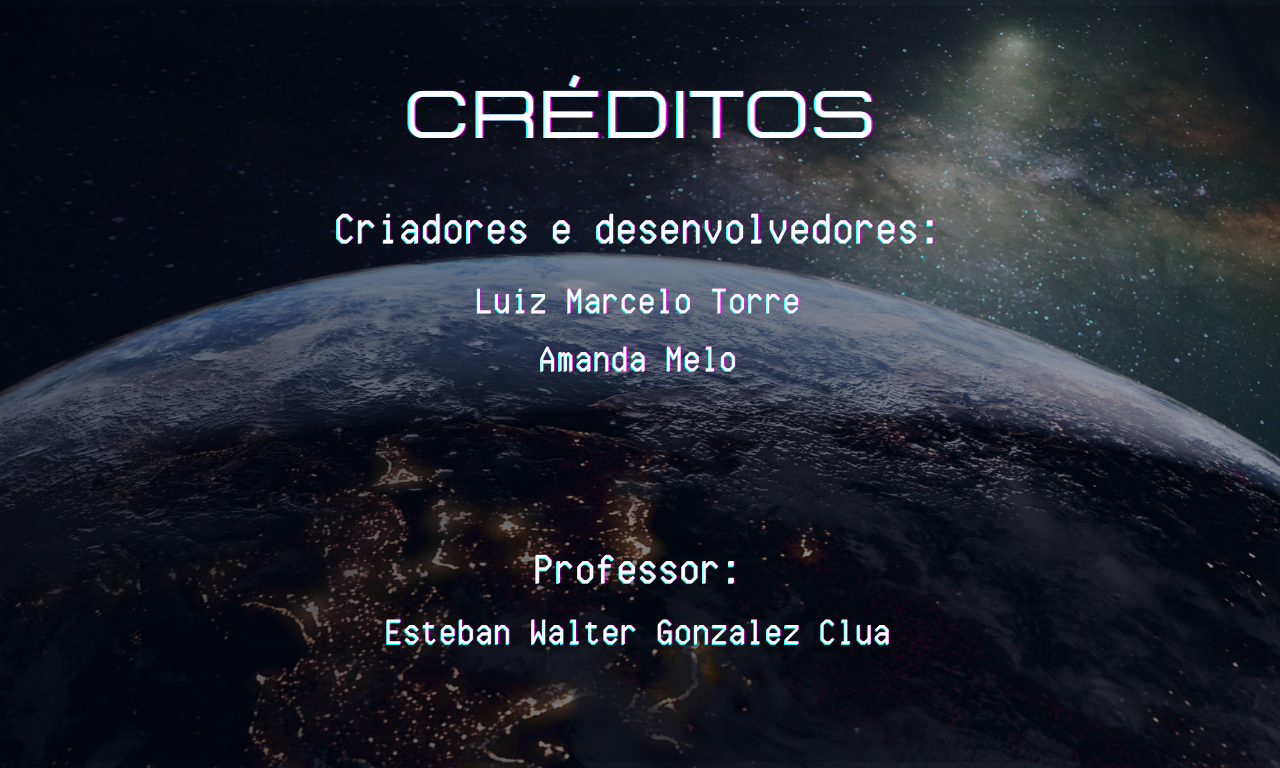 CRÉDITOS
Criadores e desenvolvedores:
Luiz Marcelo Torre
Amanda Melo
Professor:
Esteban Walter Gonzalez Clua